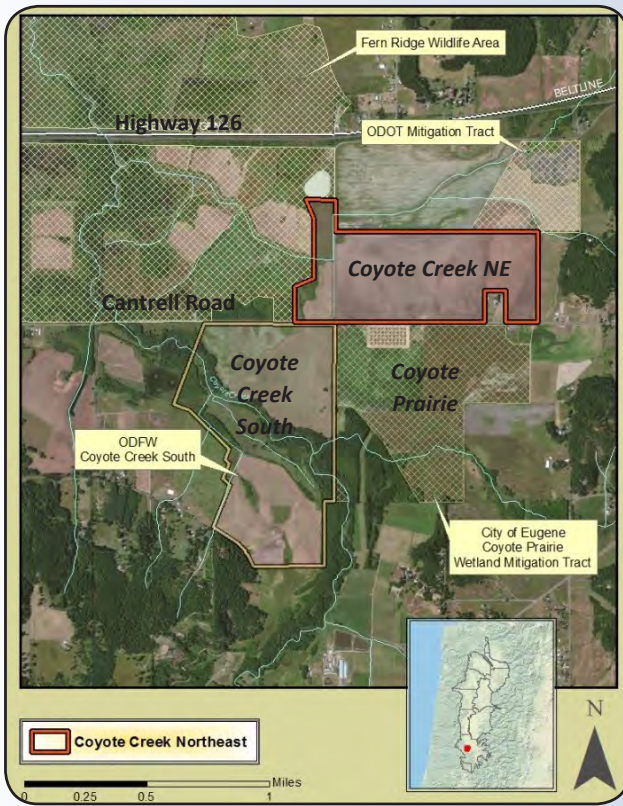 Fern Ridge Wildlife Area
BELTLINE
Highway 126
ODOT Mitigation Tract
Coyote Creek NE
Cantrell Road
Coyote
Creek
South
Coyote
Prairie
ODFW
Coyote Creek South
City of Eugene
Coyote Prairie
Wetland Mitigation Tract
N
Coyote Creek Northeast
Miles
0 0.25 0.5 1